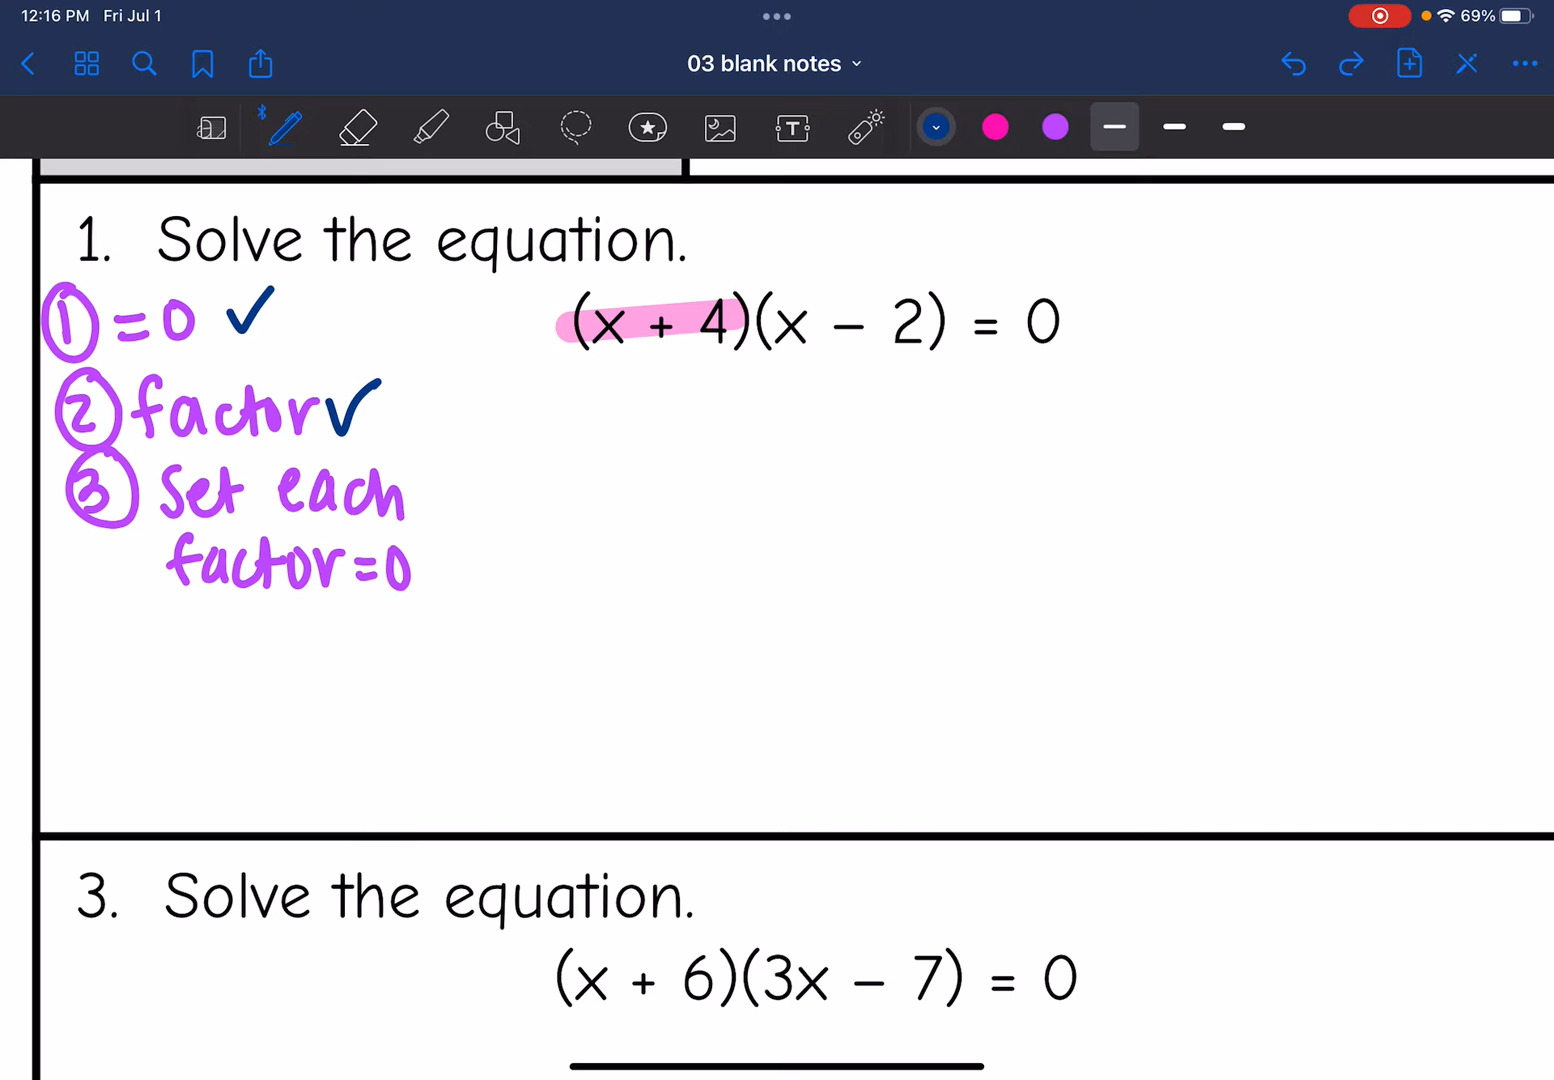 12:16 PM Fri Jul 1
69%
03 blank notes
1. Solve the equation.
(x + 4)(x − 2) = 0
① = 0 ✓
② factor ✓
③ Set each
factor = 0
3. Solve the equation.
(x + 6)(3x − 7) = 0